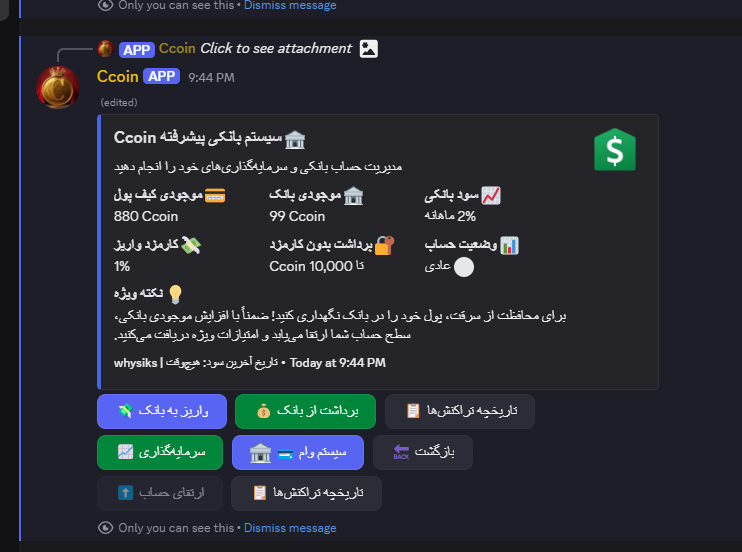 Only you can see this • Dismiss message
APP Ccoin Click to see attachment
Ccoin APP 9:44 PM
(edited)
🏛️ سیستم بانکی پیشرفته Ccoin
مدیریت حساب بانکی و سرمایه‌گذاری‌های خود را انجام دهید
💳 موجودی کیف پول
880 Ccoin
🏛️ موجودی بانک
99 Ccoin
📈 سود بانکی
2% ماهانه
💸 کارمزد واریز
1%
🔐 برداشت بدون کارمزد
تا 10,000 Ccoin
📊 وضعیت حساب
⚪ عادی
💡 نکته ویژه
برای محافظت از سرقت، پول خود را در بانک نگهداری کنید! ضمناً با افزایش موجودی بانکی،
سطح حساب شما ارتقا می‌یابد و امتیازات ویژه دریافت می‌کنید.
whysiks | تاریخ آخرین سود: هیچ‌وقت • Today at 9:44 PM
💸 واریز به بانک
💰 برداشت از بانک
📋 تاریخچه تراکنش‌ها
📈 سرمایه‌گذاری
🏛️ 💳 سیستم وام
🔙 بازگشت
⬆️ ارتقای حساب
📋 تاریخچه تراکنش‌ها
Only you can see this • Dismiss message